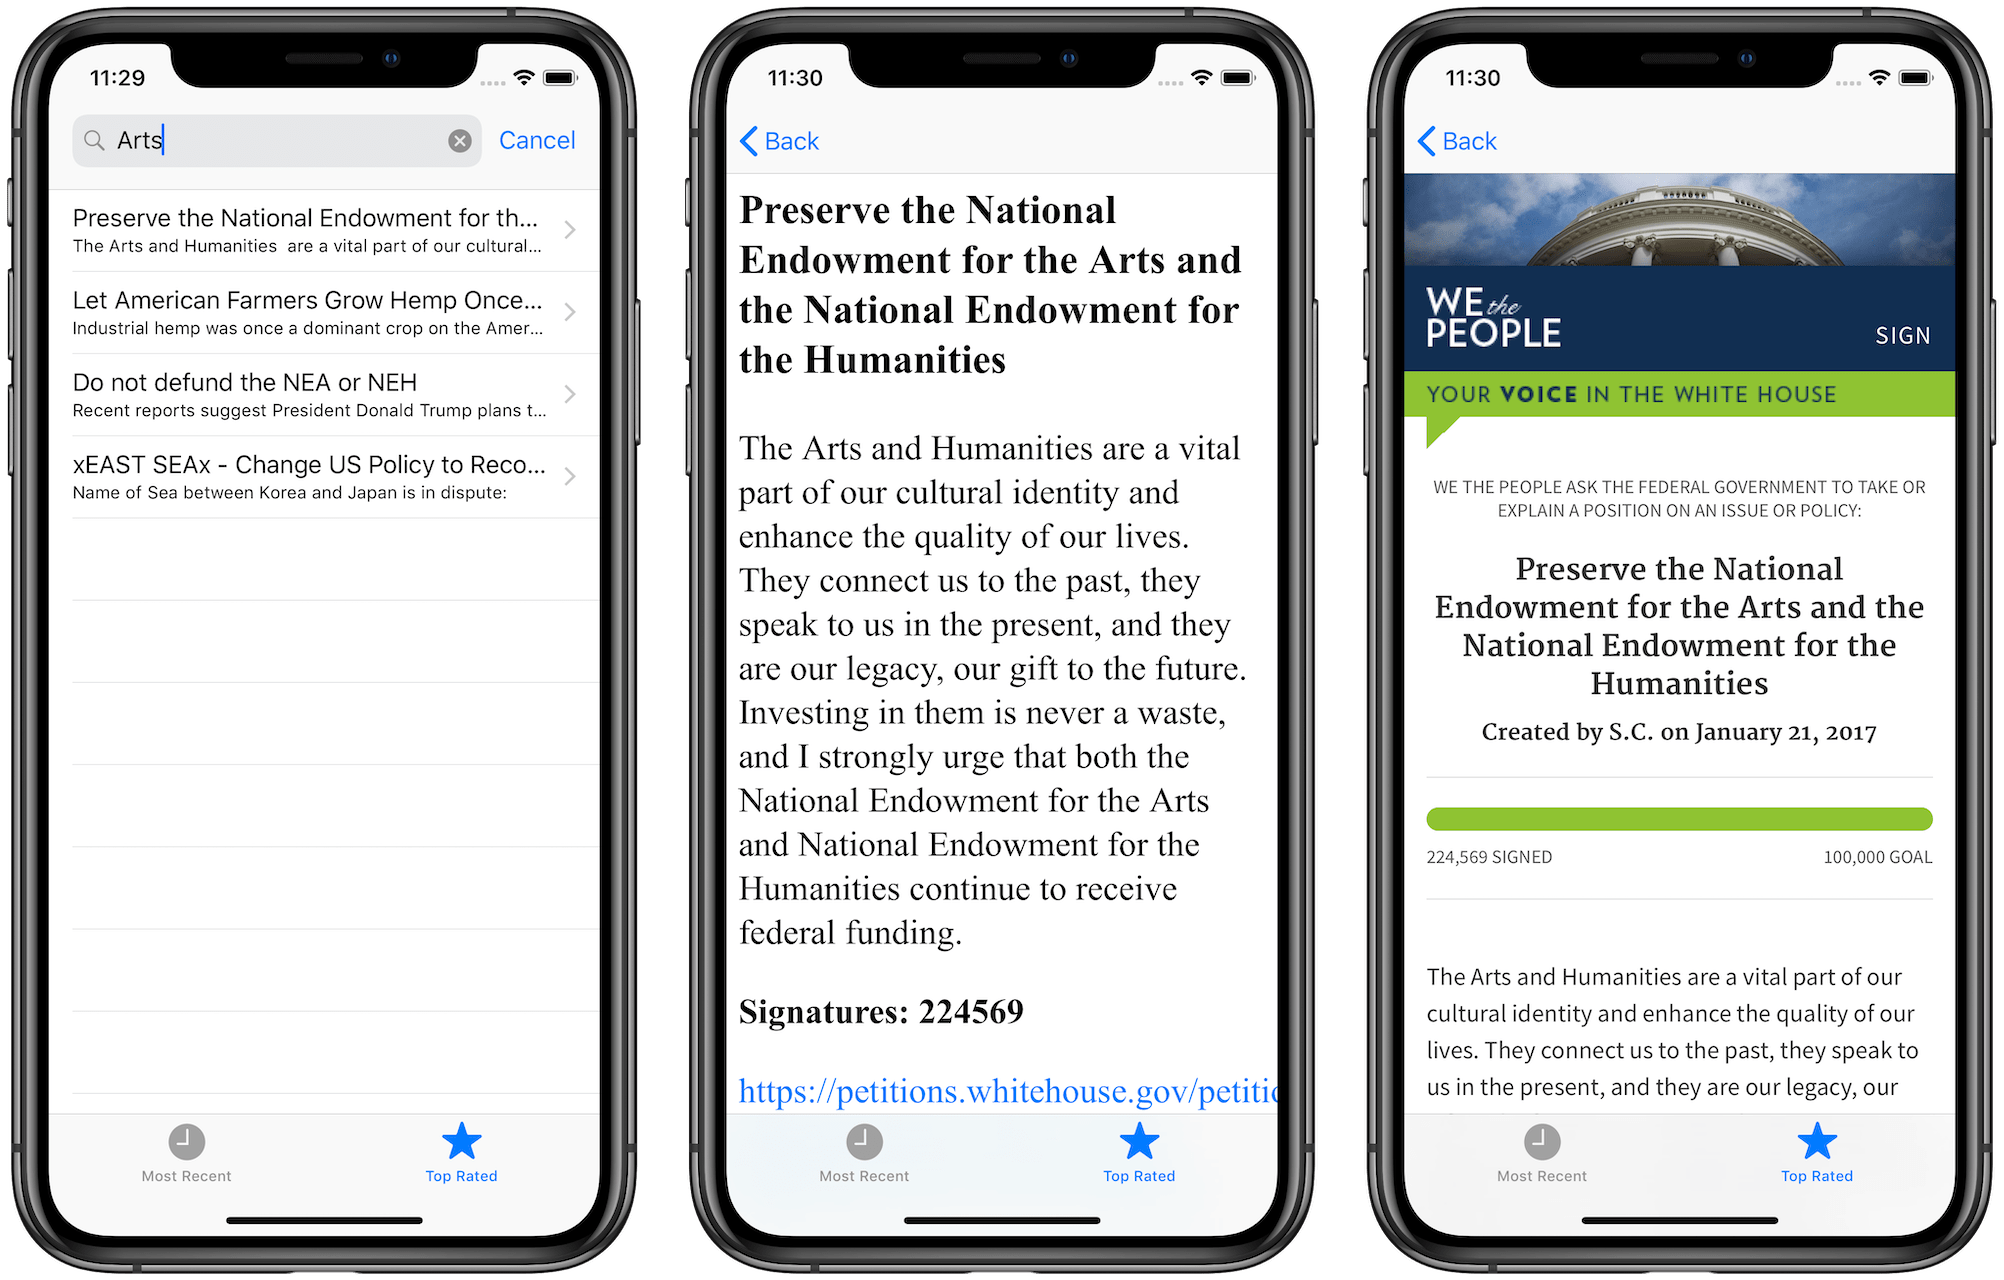 11:29
Arts
Cancel
Preserve the National Endowment for th...
The Arts and Humanities  are a vital part of our cultural...
Let American Farmers Grow Hemp Once...
Industrial hemp was once a dominant crop on the Amer...
Do not defund the NEA or NEH
Recent reports suggest President Donald Trump plans t...
xEAST SEAx - Change US Policy to Reco...
Name of Sea between Korea and Japan is in dispute:
Most Recent
Top Rated
11:30
Back
Preserve the National
Endowment for the Arts and
the National Endowment for
the Humanities
The Arts and Humanities are a vital
part of our cultural identity and
enhance the quality of our lives.
They connect us to the past, they
speak to us in the present, and they
are our legacy, our gift to the future.
Investing in them is never a waste,
and I strongly urge that both the
National Endowment for the Arts
and National Endowment for the
Humanities continue to receive
federal funding.
Signatures: 224569
https://petitions.whitehouse.gov/petitio
Most Recent
Top Rated
11:30
Back
WE the
PEOPLE
SIGN
YOUR VOICE IN THE WHITE HOUSE
WE THE PEOPLE ASK THE FEDERAL GOVERNMENT TO TAKE OR
EXPLAIN A POSITION ON AN ISSUE OR POLICY:
Preserve the National
Endowment for the Arts and the
National Endowment for the
Humanities
Created by S.C. on January 21, 2017
224,569 SIGNED
100,000 GOAL
The Arts and Humanities are a vital part of our
cultural identity and enhance the quality of our
lives. They connect us to the past, they speak to
us in the present, and they are our legacy, our
Most Recent
Top Rated